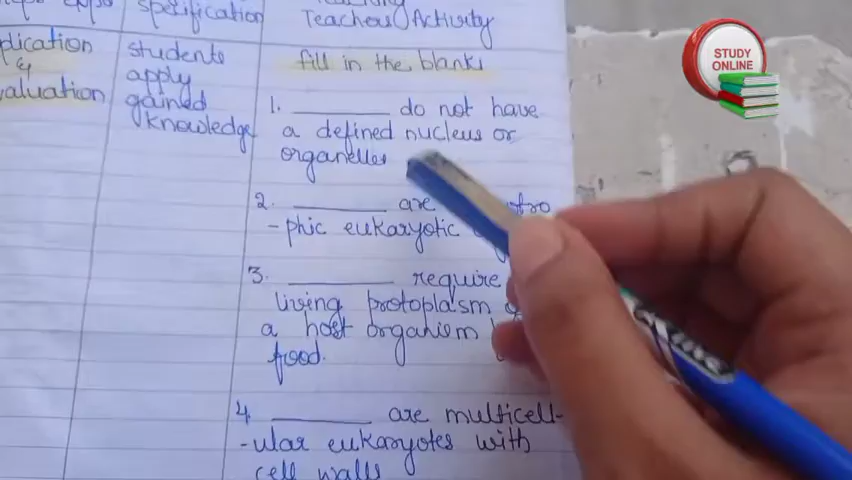 specification
Teacher Activity
plication
&
valuation
students
apply
gained
knowledge
fill in the blanks
1. ________ do not have
a defined nucleus or
organelles
2. ________ are
-phic eukaryotic
3. ________ require
living protoplasm
a host organism
food.
4. ________ are multicell-
-ular eukaryotes with
cell walls
STUDY
ONLINE